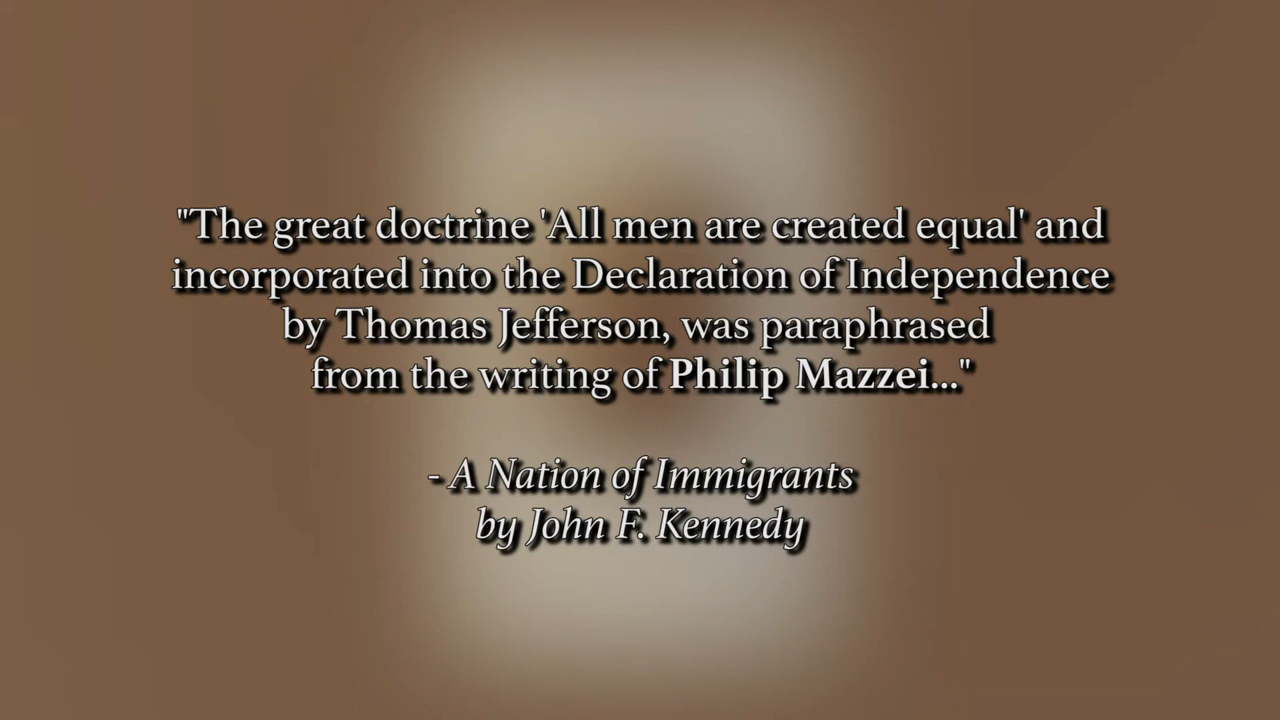 "The great doctrine 'All men are created equal' and
incorporated into the Declaration of Independence
by Thomas Jefferson, was paraphrased
from the writing of Philip Mazzei..."
- A Nation of Immigrants
by John F. Kennedy